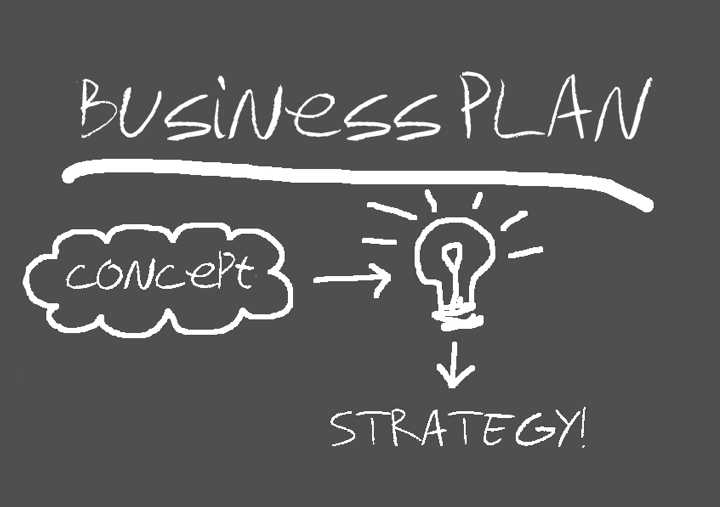 BUSiNess PLAN
CONCePt
STRATEGY!